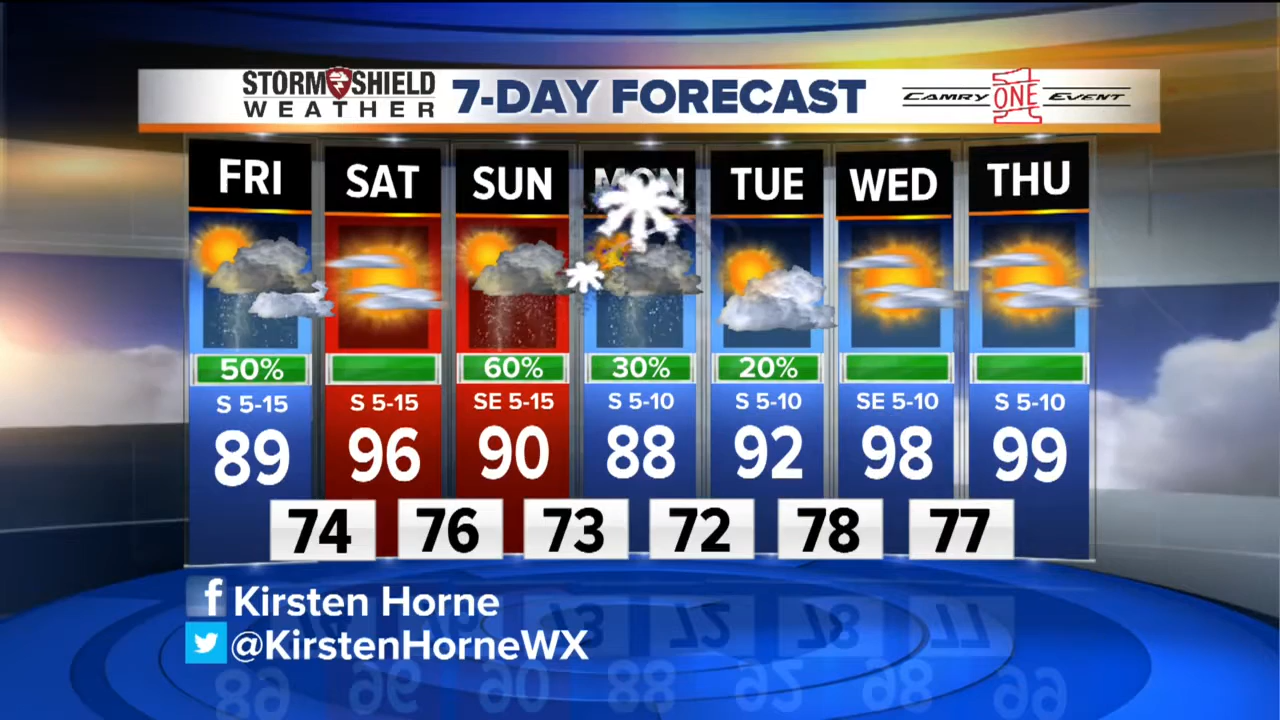 STORM SHIELD
WEATHER
7-DAY FORECAST
CAMRY ONE EVENT
FRI SAT SUN MON TUE WED THU
50% 60% 30% 20%
S 5-15 S 5-15 SE 5-15 S 5-10 S 5-10 SE 5-10 S 5-10
89 96 90 88 92 98 99
74 76 73 72 78 77
f Kirsten Horne
@KirstenHorneWX